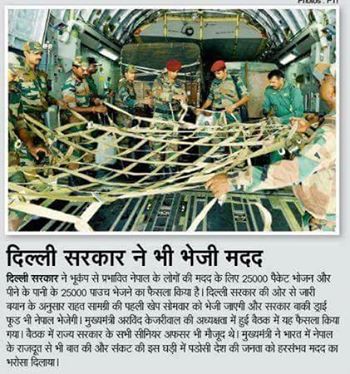 Photos : PTI
दिल्ली सरकार ने भी भेजी मदद
दिल्ली सरकार ने भूकंप से प्रभावित नेपाल के लोगों की मदद के लिए 25000 पैकेट भोजन और
पीने के पानी के 25000 पाउच भेजने का फैसला किया है। दिल्ली सरकार की ओर से जारी
बयान के अनुसार राहत सामग्री की पहली खेप सोमवार को भेजी जाएगी और सरकार बाकी ड्राई
फूड भी नेपाल भेजेगी। मुख्यमंत्री अरविंद केजरीवाल की अध्यक्षता में हुई बैठक में यह फैसला किया
गया। बैठक में राज्य सरकार के सभी सीनियर अफसर भी मौजूद थे। मुख्यमंत्री ने भारत में नेपाल
के राजदूत से भी बात की और संकट की इस घड़ी में पडोसी देश की जनता को हरसंभव मदद का
भरोसा दिलाया।